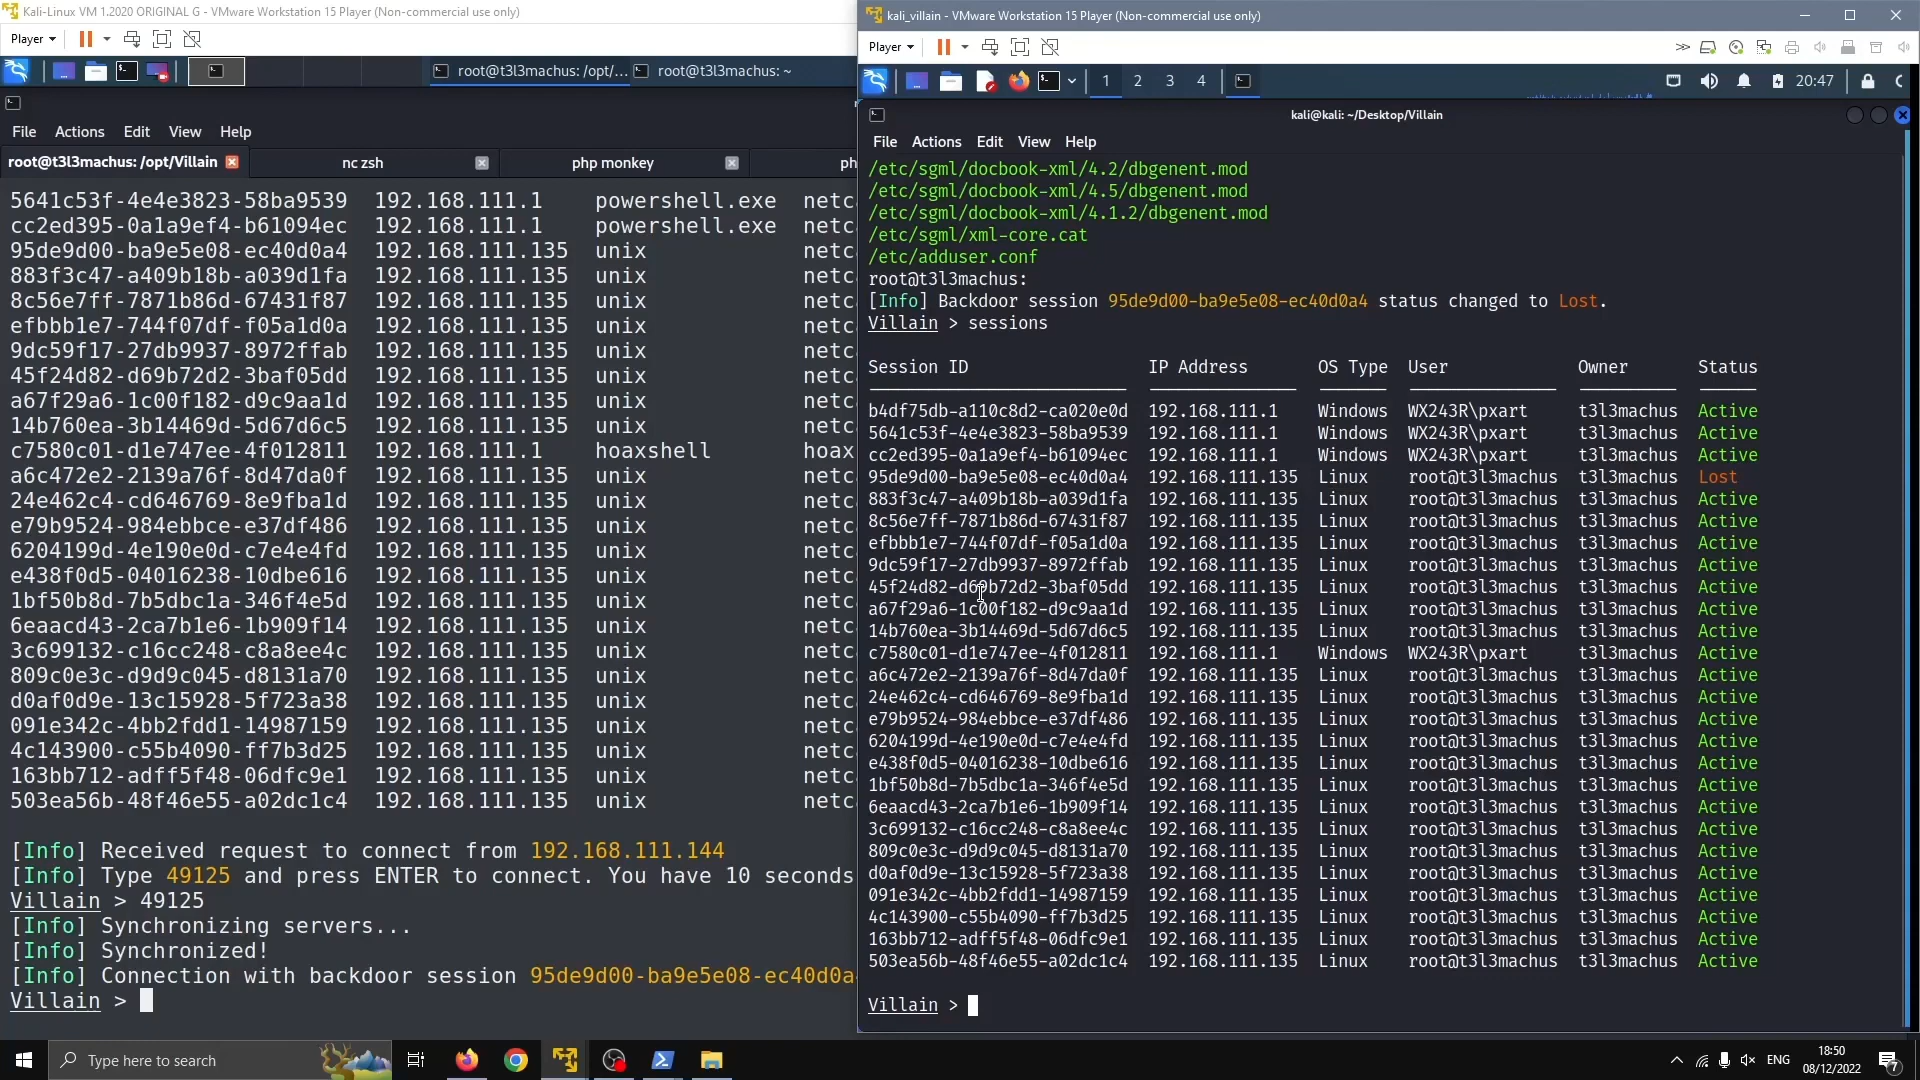 Kali-Linux VM 1.2020 ORIGINAL G - VMware Workstation 15 Player (Non-commercial use only)
Player
root@t3l3machus: /opt/...
root@t3l3machus: ~
File Actions Edit View Help
root@t3l3machus: /opt/Villain
nc zsh
php monkey
ph
5641c53f-4e4e3823-58ba9539 192.168.111.1 powershell.exe netc
cc2ed395-0a1a9ef4-b61094ec 192.168.111.1 powershell.exe netc
95de9d00-ba9e5e08-ec40d0a4 192.168.111.135 unix netc
883f3c47-a409b18b-a039d1fa 192.168.111.135 unix netc
8c56e7ff-7871b86d-67431f87 192.168.111.135 unix netc
efbbb1e7-744f07df-f05a1d0a 192.168.111.135 unix netc
9dc59f17-27db9937-8972ffab 192.168.111.135 unix netc
45f24d82-d69b72d2-3baf05dd 192.168.111.135 unix netc
a67f29a6-1c00f182-d9c9aa1d 192.168.111.135 unix netc
14b760ea-3b14469d-5d67d6c5 192.168.111.135 unix netc
c7580c01-d1e747ee-4f012811 192.168.111.1 hoaxshell hoax
a6c472e2-2139a76f-8d47da0f 192.168.111.135 unix netc
24e462c4-cd646769-8e9fba1d 192.168.111.135 unix netc
e79b9524-984ebbce-e37df486 192.168.111.135 unix netc
6204199d-4e190e0d-c7e4e4fd 192.168.111.135 unix netc
e438f0d5-04016238-10dbe616 192.168.111.135 unix netc
1bf50b8d-7b5dbc1a-346f4e5d 192.168.111.135 unix netc
6eaacd43-2ca7b1e6-1b909f14 192.168.111.135 unix netc
3c699132-c16cc248-c8a8ee4c 192.168.111.135 unix netc
809c0e3c-d9d9c045-d8131a70 192.168.111.135 unix netc
d0af0d9e-13c15928-5f723a38 192.168.111.135 unix netc
091e342c-4bb2fdd1-14987159 192.168.111.135 unix netc
4c143900-c55b4090-ff7b3d25 192.168.111.135 unix netc
163bb712-adff5f48-06dfc9e1 192.168.111.135 unix netc
503ea56b-48f46e55-a02dc1c4 192.168.111.135 unix netc
[Info] Received request to connect from 192.168.111.144
[Info] Type 49125 and press ENTER to connect. You have 10 seconds
Villain > 49125
[Info] Synchronizing servers...
[Info] Synchronized!
[Info] Connection with backdoor session 95de9d00-ba9e5e08-ec40d0a
Villain >
kali_villain - VMware Workstation 15 Player (Non-commercial use only)
Player
1 2 3 4
20:47
kali@kali: ~/Desktop/Villain
File Actions Edit View Help
/etc/sgml/docbook-xml/4.2/dbgenent.mod
/etc/sgml/docbook-xml/4.5/dbgenent.mod
/etc/sgml/docbook-xml/4.1.2/dbgenent.mod
/etc/sgml/xml-core.cat
/etc/adduser.conf
root@t3l3machus:
[Info] Backdoor session 95de9d00-ba9e5e08-ec40d0a4 status changed to Lost.
Villain > sessions
Session ID IP Address OS Type User Owner Status
b4df75db-a110c8d2-ca020e0d 192.168.111.1 Windows WX243R\pxart t3l3machus Active
5641c53f-4e4e3823-58ba9539 192.168.111.1 Windows WX243R\pxart t3l3machus Active
cc2ed395-0a1a9ef4-b61094ec 192.168.111.1 Windows WX243R\pxart t3l3machus Active
95de9d00-ba9e5e08-ec40d0a4 192.168.111.135 Linux root@t3l3machus t3l3machus Lost
883f3c47-a409b18b-a039d1fa 192.168.111.135 Linux root@t3l3machus t3l3machus Active
8c56e7ff-7871b86d-67431f87 192.168.111.135 Linux root@t3l3machus t3l3machus Active
efbbb1e7-744f07df-f05a1d0a 192.168.111.135 Linux root@t3l3machus t3l3machus Active
9dc59f17-27db9937-8972ffab 192.168.111.135 Linux root@t3l3machus t3l3machus Active
45f24d82-d69b72d2-3baf05dd 192.168.111.135 Linux root@t3l3machus t3l3machus Active
a67f29a6-1c00f182-d9c9aa1d 192.168.111.135 Linux root@t3l3machus t3l3machus Active
14b760ea-3b14469d-5d67d6c5 192.168.111.135 Linux root@t3l3machus t3l3machus Active
c7580c01-d1e747ee-4f012811 192.168.111.1 Windows WX243R\pxart t3l3machus Active
a6c472e2-2139a76f-8d47da0f 192.168.111.135 Linux root@t3l3machus t3l3machus Active
24e462c4-cd646769-8e9fba1d 192.168.111.135 Linux root@t3l3machus t3l3machus Active
e79b9524-984ebbce-e37df486 192.168.111.135 Linux root@t3l3machus t3l3machus Active
6204199d-4e190e0d-c7e4e4fd 192.168.111.135 Linux root@t3l3machus t3l3machus Active
e438f0d5-04016238-10dbe616 192.168.111.135 Linux root@t3l3machus t3l3machus Active
1bf50b8d-7b5dbc1a-346f4e5d 192.168.111.135 Linux root@t3l3machus t3l3machus Active
6eaacd43-2ca7b1e6-1b909f14 192.168.111.135 Linux root@t3l3machus t3l3machus Active
3c699132-c16cc248-c8a8ee4c 192.168.111.135 Linux root@t3l3machus t3l3machus Active
809c0e3c-d9d9c045-d8131a70 192.168.111.135 Linux root@t3l3machus t3l3machus Active
d0af0d9e-13c15928-5f723a38 192.168.111.135 Linux root@t3l3machus t3l3machus Active
091e342c-4bb2fdd1-14987159 192.168.111.135 Linux root@t3l3machus t3l3machus Active
4c143900-c55b4090-ff7b3d25 192.168.111.135 Linux root@t3l3machus t3l3machus Active
163bb712-adff5f48-06dfc9e1 192.168.111.135 Linux root@t3l3machus t3l3machus Active
503ea56b-48f46e55-a02dc1c4 192.168.111.135 Linux root@t3l3machus t3l3machus Active
Villain >
Type here to search
ENG
18:50
08/12/2022
7